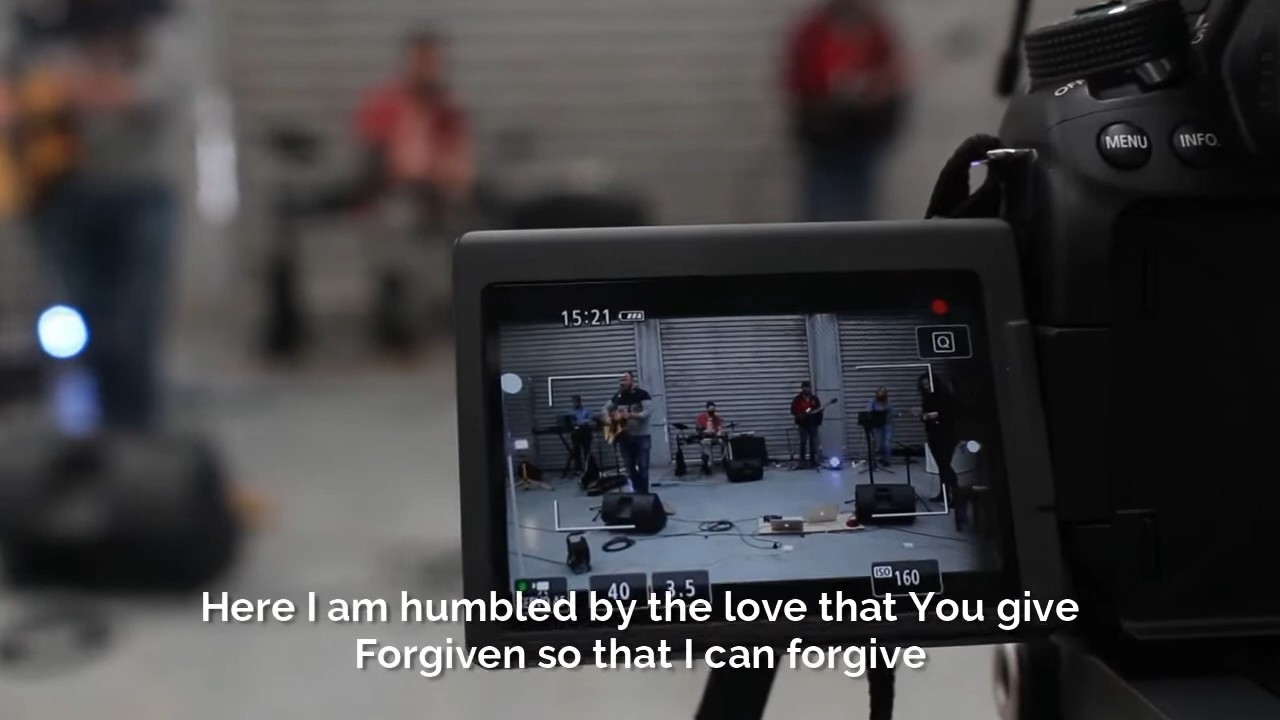 OFF
MENU
INFO.
15:21
Q
40
3.5
ISO 160
Here I am humbled by the love that You give
Forgiven so that I can forgive